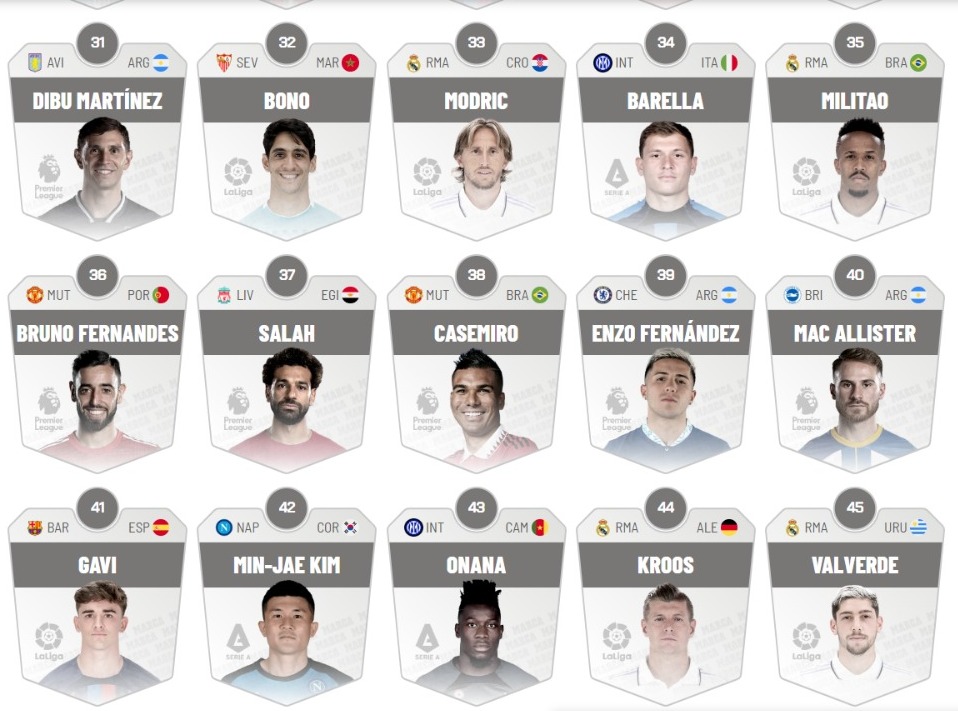 31
AVI ARG
DIBU MARTÍNEZ
Premier
League
32
SEV MAR
BONO
LaLiga
33
RMA CRO
MODRIC
LaLiga
34
INT ITA
BARELLA
SERIE A
35
RMA BRA
MILITAO
LaLiga
36
MUT POR
BRUNO FERNANDES
Premier
League
37
LIV EGI
SALAH
Premier
League
38
MUT BRA
CASEMIRO
Premier
League
39
CHE ARG
ENZO FERNÁNDEZ
Premier
League
40
BRI ARG
MAC ALLISTER
Premier
League
41
BAR ESP
GAVI
LaLiga
42
NAP COR
MIN-JAE KIM
SERIE A
43
INT CAM
ONANA
SERIE A
44
RMA ALE
KROOS
LaLiga
45
RMA URU
VALVERDE
LaLiga